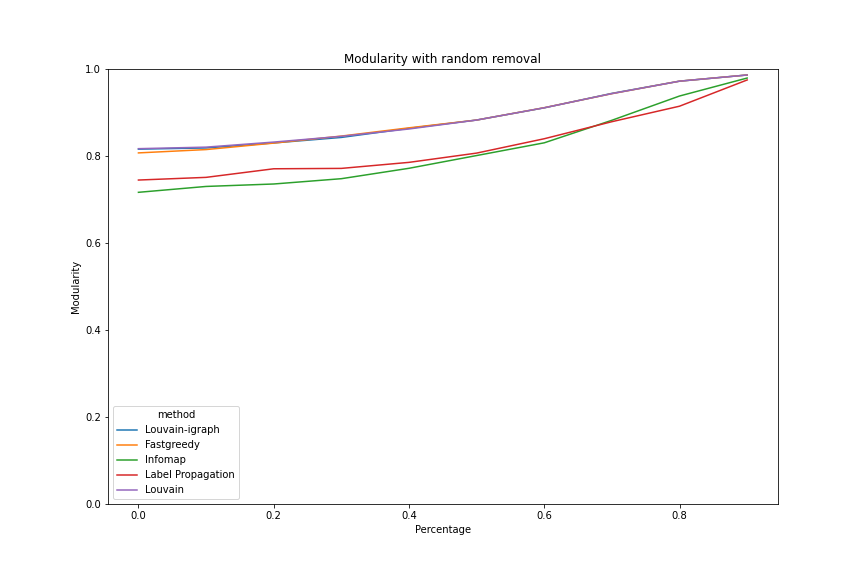 Modularity with random removal
1.0
0.8
0.6
0.4
0.2
0.0
Modularity
method
Louvain-igraph
Fastgreedy
Infomap
Label Propagation
Louvain
0.0 0.2 0.4 0.6 0.8
Percentage